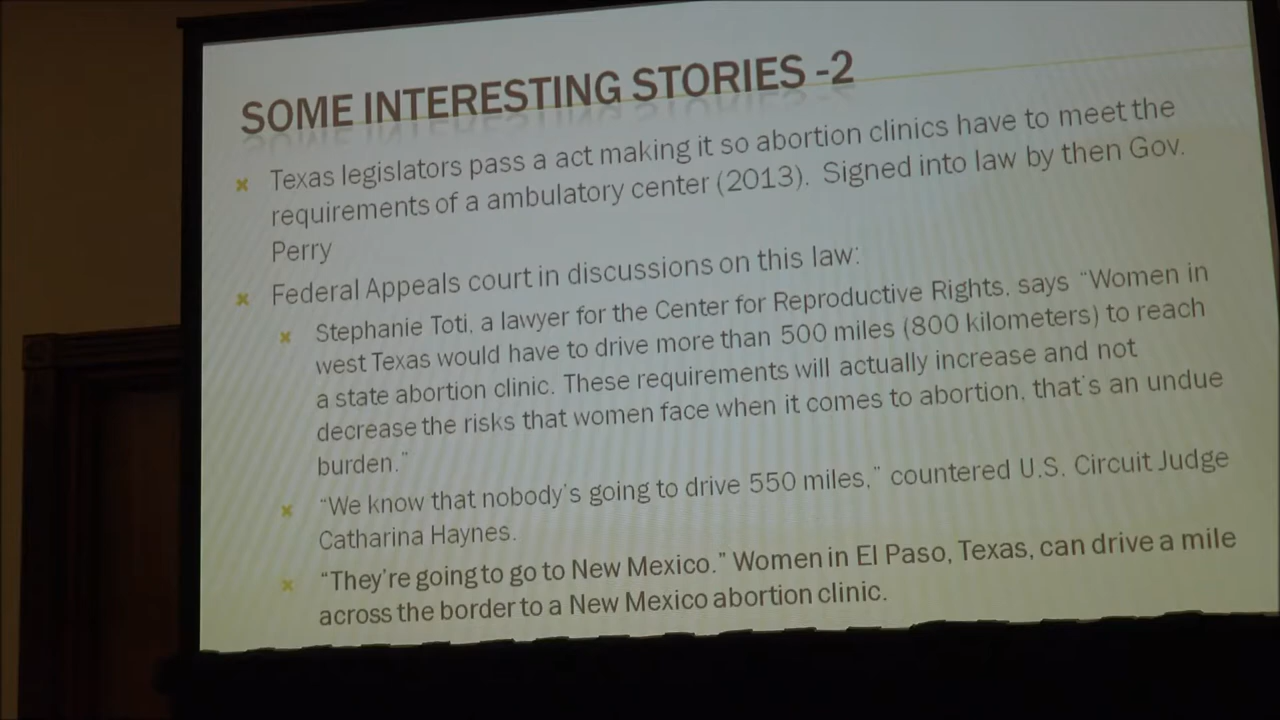 SOME INTERESTING STORIES -2
Texas legislators pass a act making it so abortion clinics have to meet the
requirements of a ambulatory center (2013). Signed into law by then Gov.
Perry
Federal Appeals court in discussions on this law:
Stephanie Toti, a lawyer for the Center for Reproductive Rights, says “Women in
west Texas would have to drive more than 500 miles (800 kilometers) to reach
a state abortion clinic. These requirements will actually increase and not
decrease the risks that women face when it comes to abortion, that’s an undue
burden.”
“We know that nobody’s going to drive 550 miles,” countered U.S. Circuit Judge
Catharina Haynes.
“They’re going to go to New Mexico.” Women in El Paso, Texas, can drive a mile
across the border to a New Mexico abortion clinic.